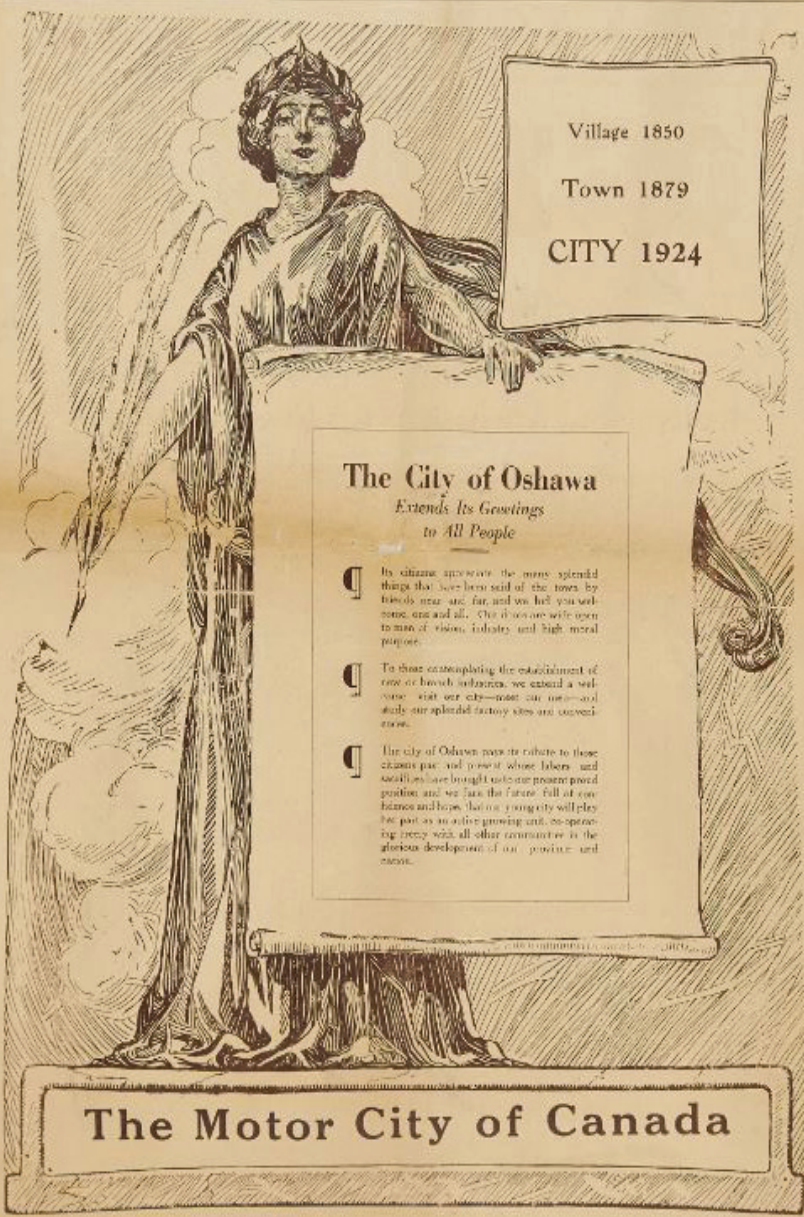 Village 1850
Town 1879
CITY 1924
The City of Oshawa
Extends Its Greetings
to All People
¶ Its citizens appreciate the many splendid
things that have been said of the town by
friends near and far, and we bid you wel-
come, one and all. Our doors are wide open
to men of vision, industry and high moral
purpose.
¶ To those contemplating the establishment of
new or branch industries, we extend a wel-
come visit our city—meet our men—and
study our splendid factory sites and conveni-
ences.
¶ The city of Oshawa pays its tribute to those
citizens past and present whose labors and
sacrifices have brought us to our present proud
position and we face the future full of con-
fidence and hope, that our young city will play
her part as an active growing unit, co-operat-
ing freely with all other communities in the
glorious development of our province and
nation.
The Motor City of Canada